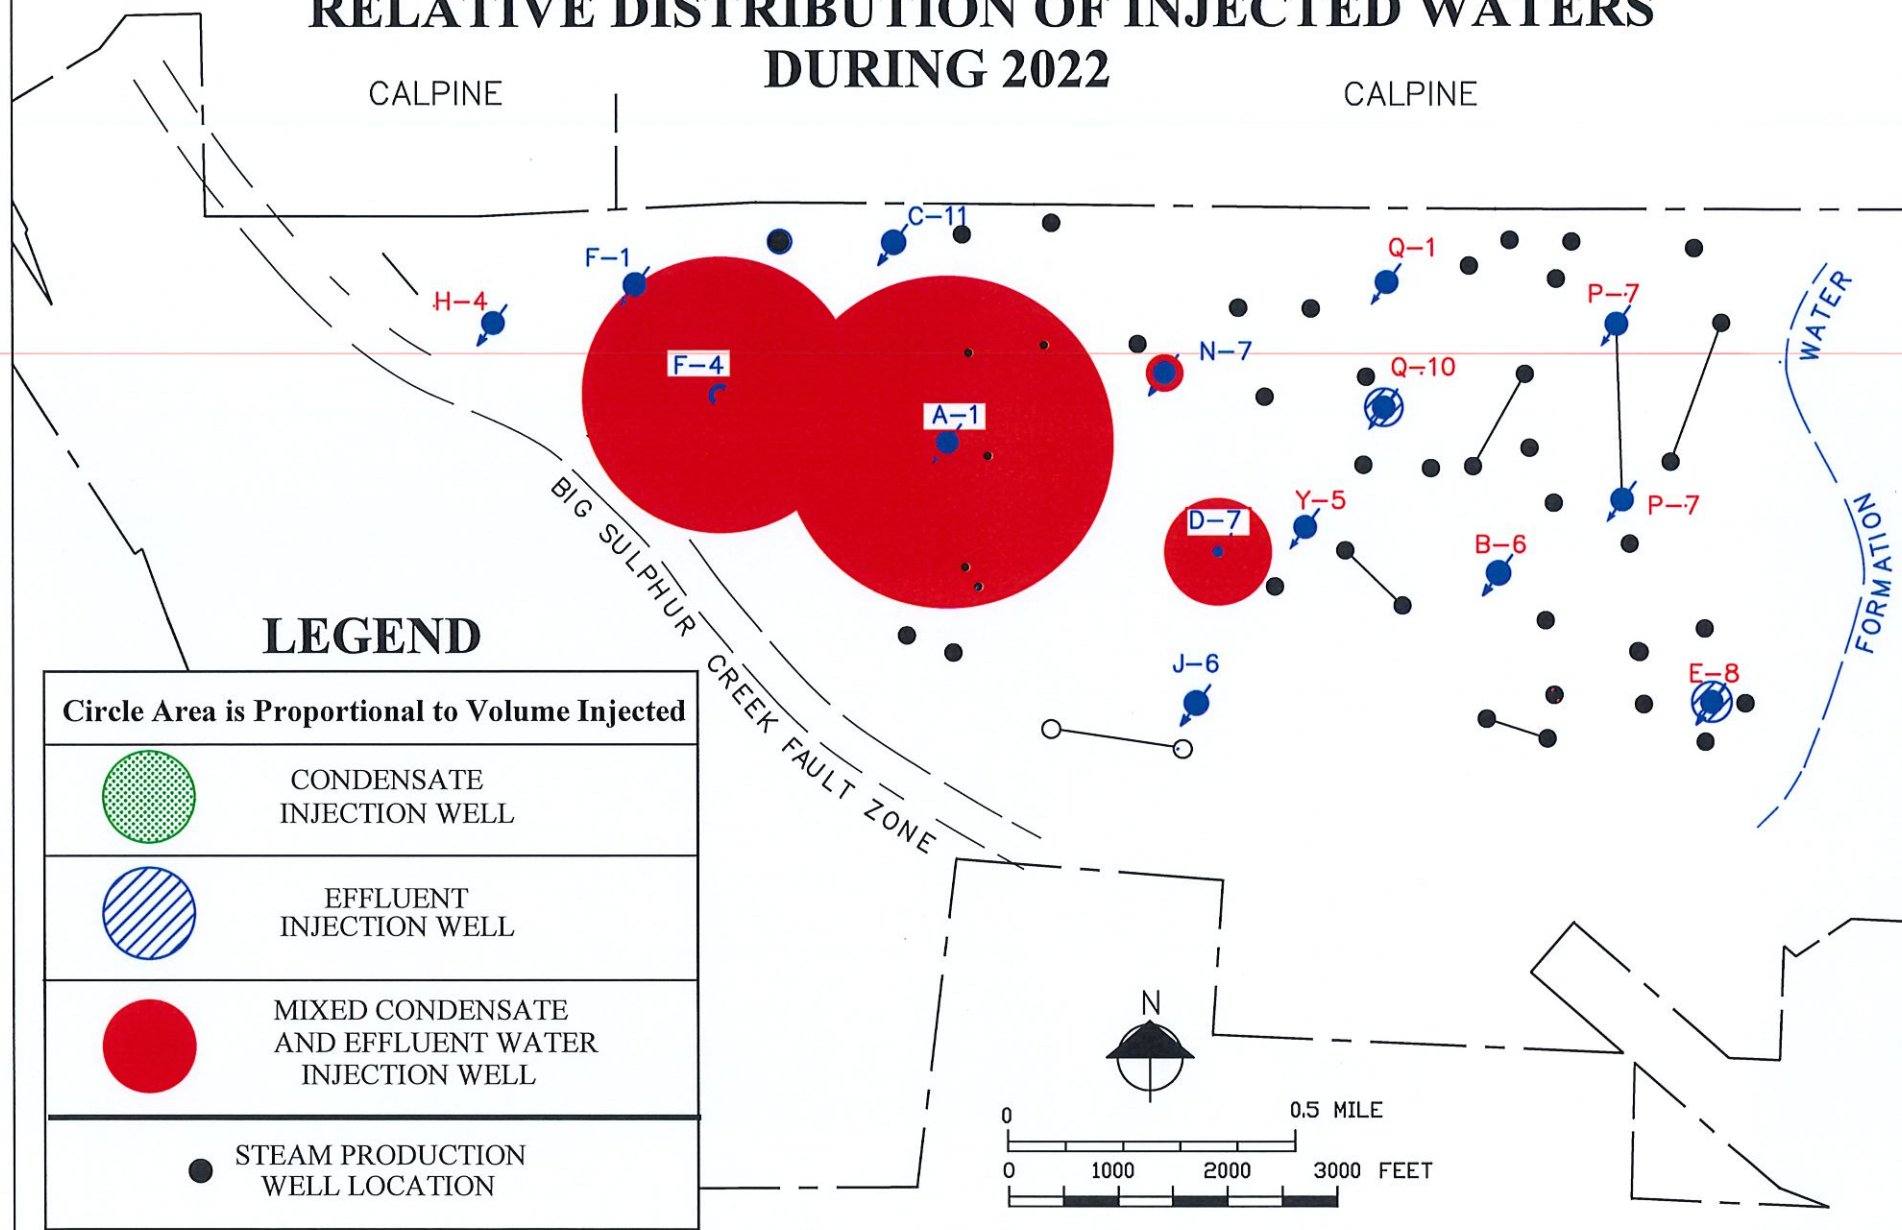 RELATIVE DISTRIBUTION OF INJECTED WATERS
DURING 2022
CALPINE
CALPINE
C-11
F-1
Q-1
H-4
P-7
WATER
F-4
N-7
Q-10
A-1
Y-5
P-7
D-7
B-6
FORMATION
BIG SULPHUR CREEK FAULT ZONE
J-6
E-8
LEGEND
Circle Area is Proportional to Volume Injected
CONDENSATE
INJECTION WELL
EFFLUENT
INJECTION WELL
MIXED CONDENSATE
AND EFFLUENT WATER
INJECTION WELL
STEAM PRODUCTION
WELL LOCATION
N
0 0.5 MILE
0 1000 2000 3000 FEET